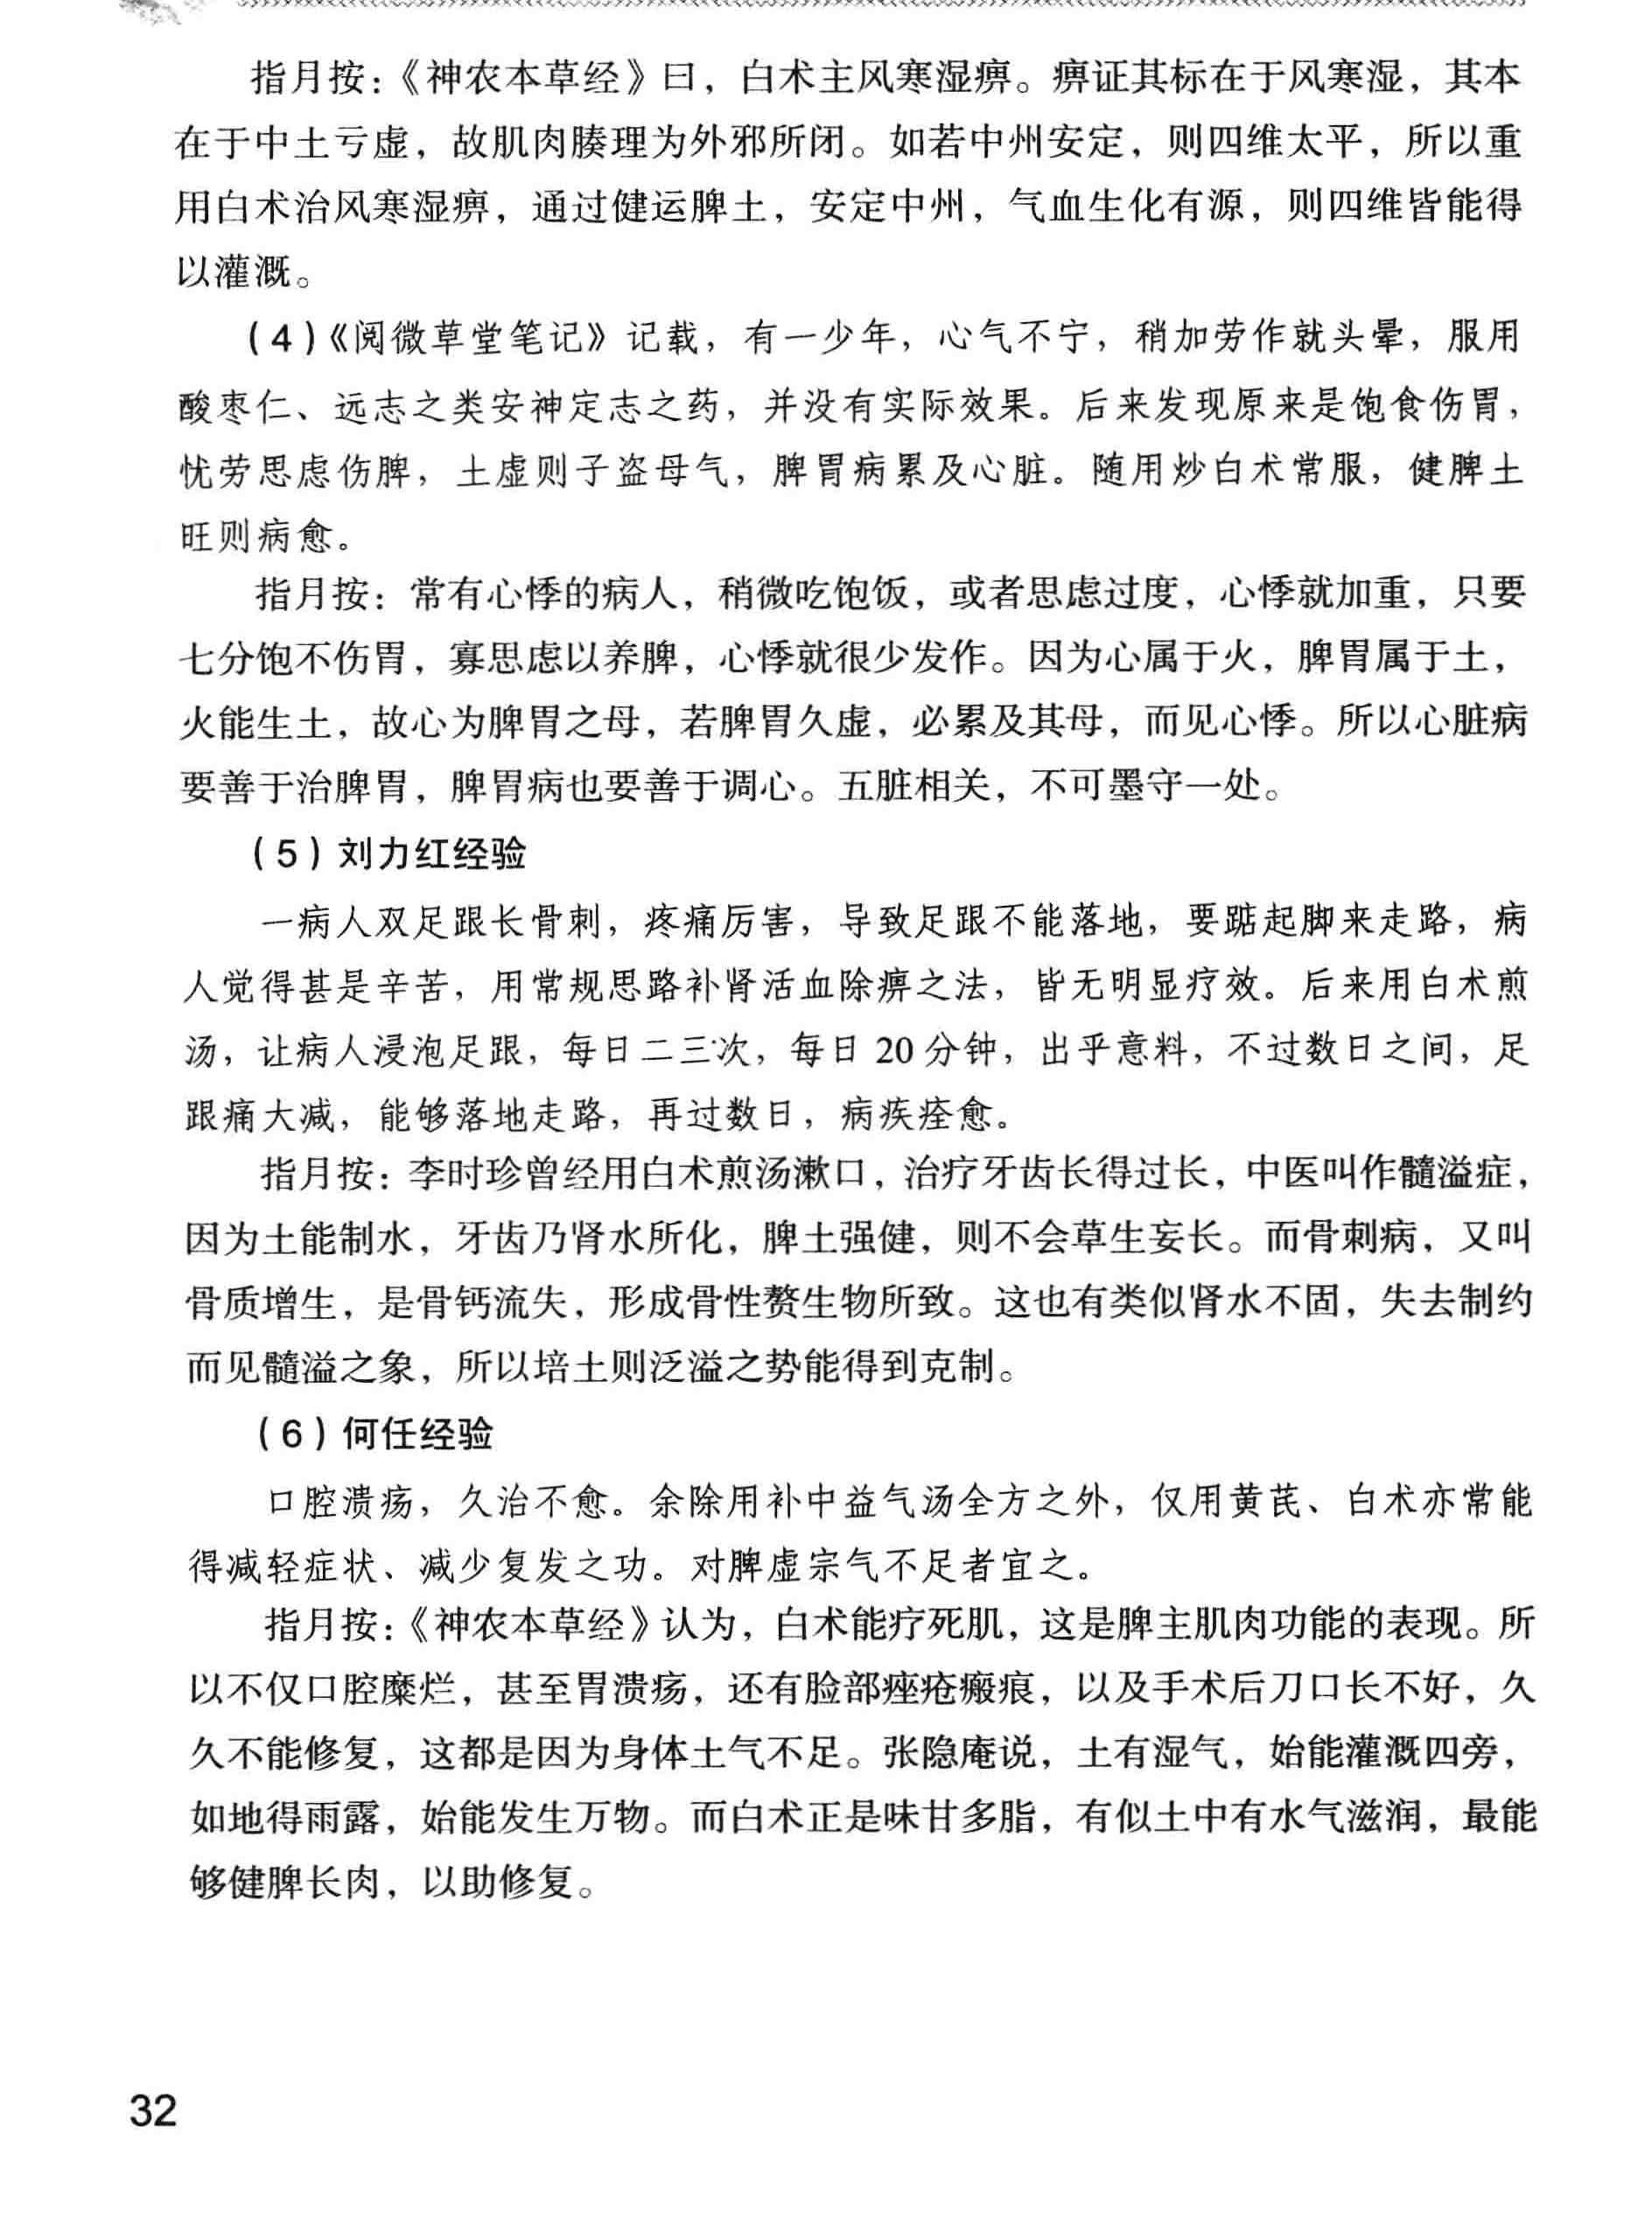 指月按：《神农本草经》曰，白术主风寒湿痹。痹证其标在于风寒湿，其本
在于中土亏虚，故肌肉腠理为外邪所闭。如若中州安定，则四维太平，所以重
用白术治风寒湿痹，通过健运脾土，安定中州，气血生化有源，则四维皆能得
以灌溉。
（4）《阅微草堂笔记》记载，有一少年，心气不宁，稍加劳作就头晕，服用
酸枣仁、远志之类安神定志之药，并没有实际效果。后来发现原来是饱食伤胃，
忧劳思虑伤脾，土虚则子盗母气，脾胃病累及心脏。随用炒白术常服，健脾土
旺则病愈。
指月按：常有心悸的病人，稍微吃饱饭，或者思虑过度，心悸就加重，只要
七分饱不伤胃，寡思虑以养脾，心悸就很少发作。因为心属于火，脾胃属于土，
火能生土，故心为脾胃之母，若脾胃久虚，必累及其母，而见心悸。所以心脏病
要善于治脾胃，脾胃病也要善于调心。五脏相关，不可墨守一处。
（5）刘力红经验
一病人双足跟长骨刺，疼痛厉害，导致足跟不能落地，要踮起脚来走路，病
人觉得甚是辛苦，用常规思路补肾活血除痹之法，皆无明显疗效。后来用白术煎
汤，让病人浸泡足跟，每日二三次，每日 20 分钟，出乎意料，不过数日之间，足
跟痛大减，能够落地走路，再过数日，病疾痊愈。
指月按：李时珍曾经用白术煎汤漱口，治疗牙齿长得过长，中医叫作髓溢症，
因为土能制水，牙齿乃肾水所化，脾土强健，则不会草生妄长。而骨刺病，又叫
骨质增生，是骨钙流失，形成骨性赘生物所致。这也有类似肾水不固，失去制约
而见髓溢之象，所以培土则泛溢之势能得到克制。
（6）何任经验
口腔溃疡，久治不愈。余除用补中益气汤全方之外，仅用黄芪、白术亦常能
得减轻症状、减少复发之功。对脾虚宗气不足者宜之。
指月按：《神农本草经》认为，白术能疗死肌，这是脾主肌肉功能的表现。所
以不仅口腔糜烂，甚至胃溃疡，还有脸部痤疮瘢痕，以及手术后刀口长不好，久
久不能修复，这都是因为身体土气不足。张隐庵说，土有湿气，始能灌溉四旁，
如地得雨露，始能发生万物。而白术正是味甘多脂，有似土中有水气滋润，最能
够健脾长肉，以助修复。
32